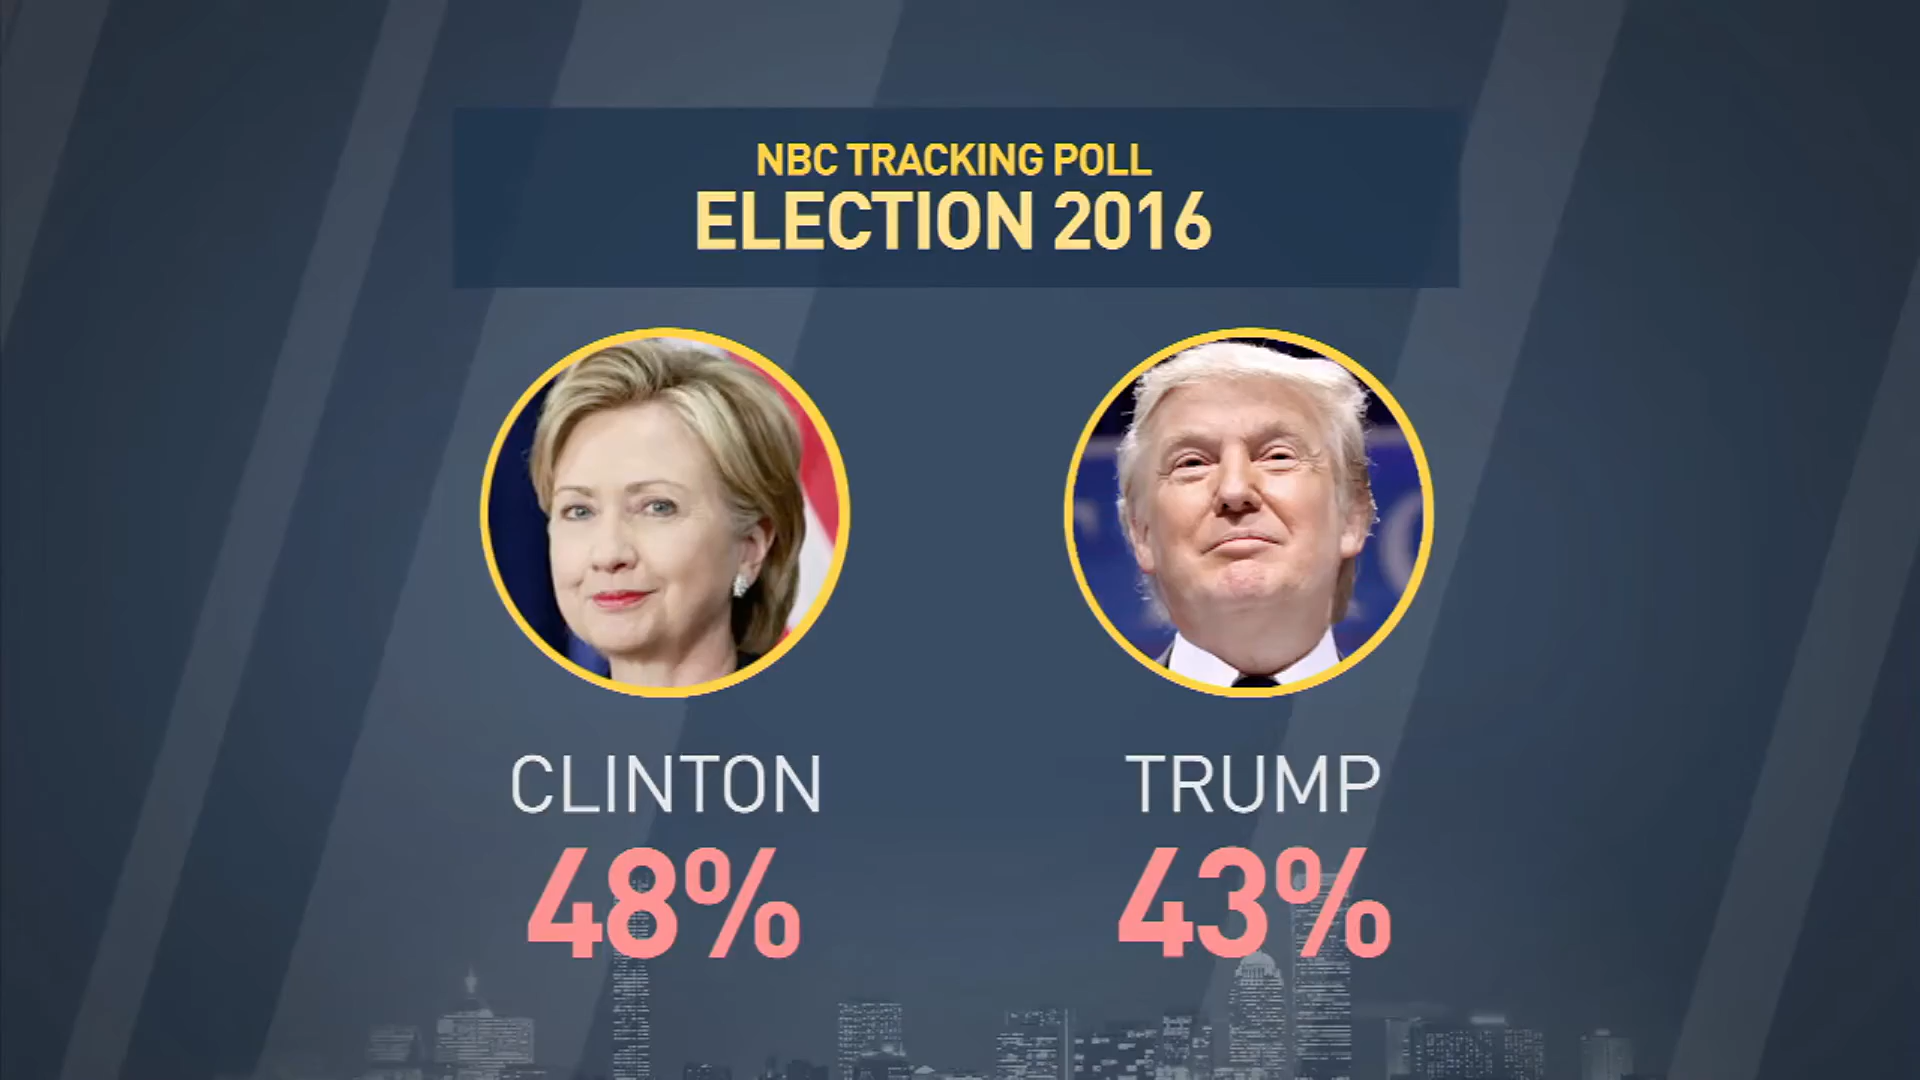 NBC TRACKING POLL
ELECTION 2016
CLINTON
TRUMP
48%
43%